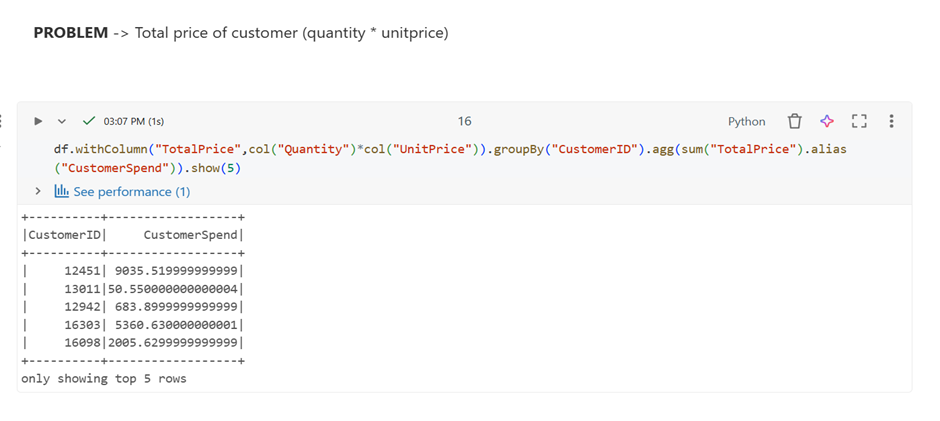 PROBLEM -> Total price of customer (quantity * unitprice)
03:07 PM (1s)
16
Python
df.withColumn("TotalPrice",col("Quantity")*col("UnitPrice")).groupBy("CustomerID").agg(sum("TotalPrice").alias
("CustomerSpend")).show(5)
See performance (1)
+----------+------------------+
|CustomerID|     CustomerSpend|
+----------+------------------+
|     12451| 9035.519999999999|
|     13011|50.550000000000004|
|     12942| 683.8999999999999|
|     16303| 5360.630000000001|
|     16098|2005.6299999999999|
+----------+------------------+
only showing top 5 rows